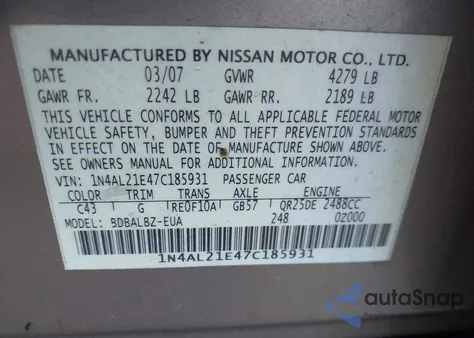 MANUFACTURED BY NISSAN MOTOR CO., LTD.
DATE 03/07 GVWR 4279 LB
GAWR FR. 2242 LB GAWR RR. 2189 LB
THIS VEHICLE CONFORMS TO ALL APPLICABLE FEDERAL MOTOR
VEHICLE SAFETY, BUMPER AND THEFT PREVENTION STANDARDS
IN EFFECT ON THE DATE OF MANUFACTURE SHOWN ABOVE.
SEE OWNERS MANUAL FOR ADDITIONAL INFORMATION.
VIN: 1N4AL21E47C185931 PASSENGER CAR
COLOR TRIM TRANS AXLE ENGINE
C43 G RE0F10A GB57 QR25DE 2488CC
MODEL: BDBALBZ-EUA 248 0Z000
1N4AL21E47C185931
autoSnap